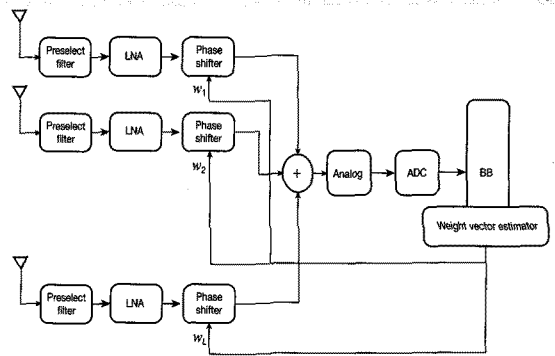 Preselect
filter
LNA
Phase
shifter
w1
Preselect
filter
LNA
Phase
shifter
w2
+
Analog
ADC
BB
Weight vector estimator
Preselect
filter
LNA
Phase
shifter
wL